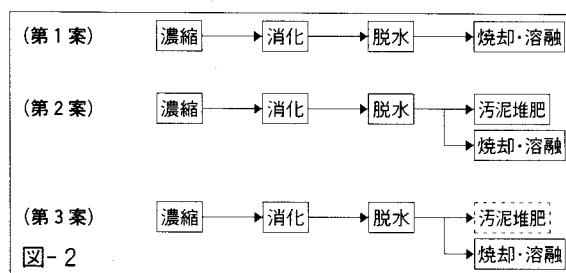 (第1案) 濃縮 消化 脱水 焼却·溶融
(第2案) 濃縮 消化 脱水 汚泥堆肥
焼却·溶融
(第3案) 濃縮 消化 脱水 汚泥堆肥
図-2 焼却·溶融